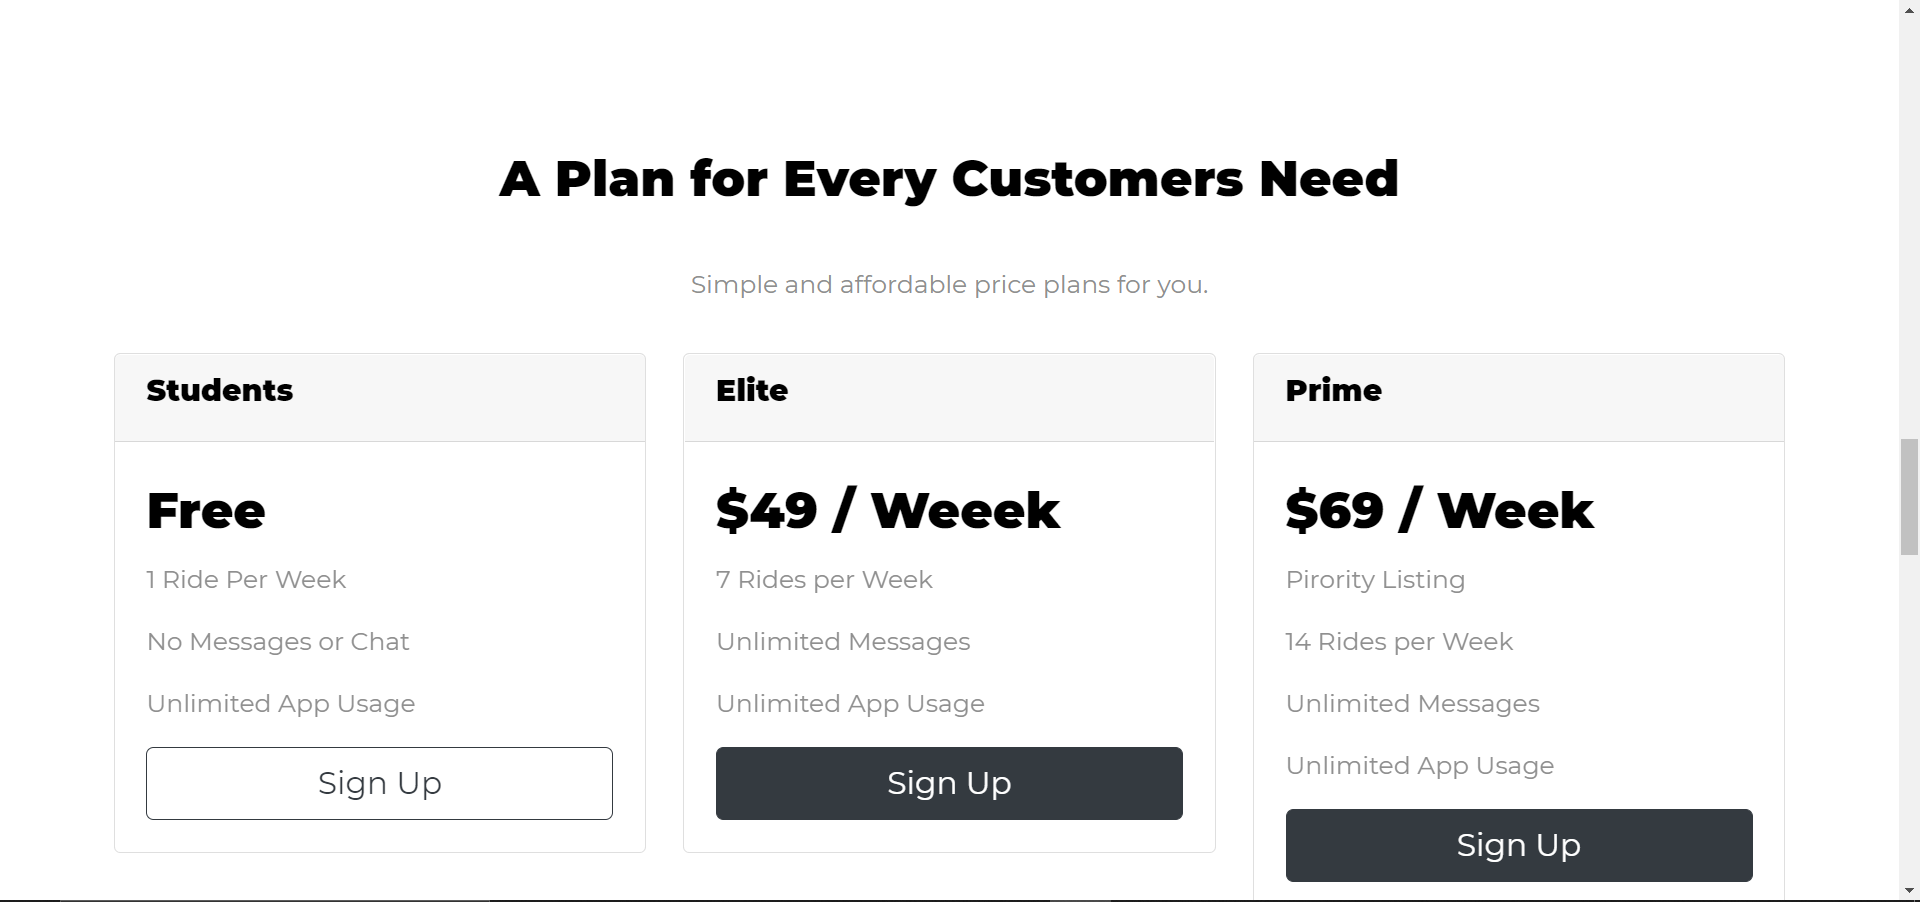 A Plan for Every Customers Need
Simple and affordable price plans for you.
Students
Free
1 Ride Per Week
No Messages or Chat
Unlimited App Usage
Sign Up
Elite
$49 / Weeek
7 Rides per Week
Unlimited Messages
Unlimited App Usage
Sign Up
Prime
$69 / Week
Pirority Listing
14 Rides per Week
Unlimited Messages
Unlimited App Usage
Sign Up